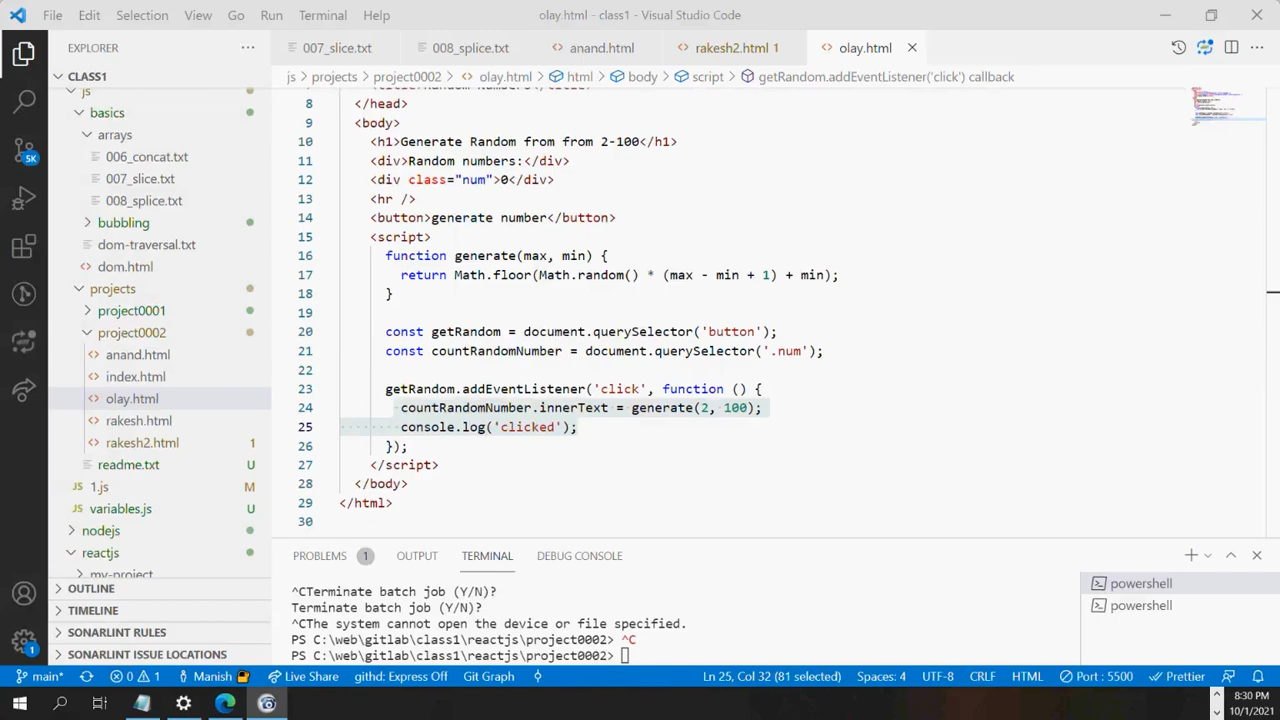 File Edit Selection View Go Run Terminal Help olay.html - class1 - Visual Studio Code
EXPLORER
007_slice.txt 008_splice.txt anand.html rakesh2.html 1 olay.html
js projects project0002 olay.html html body script getRandom.addEventListener('click') callback
CLASS1
js
basics
arrays
006_concat.txt
007_slice.txt
008_splice.txt
bubbling
dom-traversal.txt
dom.html
projects
project0001
project0002
anand.html
index.html
olay.html
rakesh.html
rakesh2.html 1
readme.txt U
1.js M
variables.js U
nodejs
reactjs
my-project
OUTLINE
TIMELINE
SONARLINT RULES
SONARLINT ISSUE LOCATIONS
8 </head>
9 <body>
10 <h1>Generate Random from from 2-100</h1>
11 <div>Random numbers:</div>
12 <div class="num">0</div>
13 <hr />
14 <button>generate number</button>
15 <script>
16 function generate(max, min) {
17 return Math.floor(Math.random() * (max - min + 1) + min);
18 }
19
20 const getRandom = document.querySelector('button');
21 const countRandomNumber = document.querySelector('.num');
22
23 getRandom.addEventListener('click', function () {
24 countRandomNumber.innerText = generate(2, 100);
25 console.log('clicked');
26 });
27 </script>
28 </body>
29 </html>
30
PROBLEMS 1 OUTPUT TERMINAL DEBUG CONSOLE
^CTerminate batch job (Y/N)?
Terminate batch job (Y/N)?
^CThe system cannot open the device or file specified.
PS C:\web\gitlab\class1\reactjs\project0002> ^C
PS C:\web\gitlab\class1\reactjs\project0002>
powershell
powershell
SK
1
main* 0 1 Manish Live Share githd: Express Off Git Graph Ln 25, Col 32 (81 selected) Spaces: 4 UTF-8 CRLF HTML Port : 5500 Prettier
8:30 PM
10/1/2021